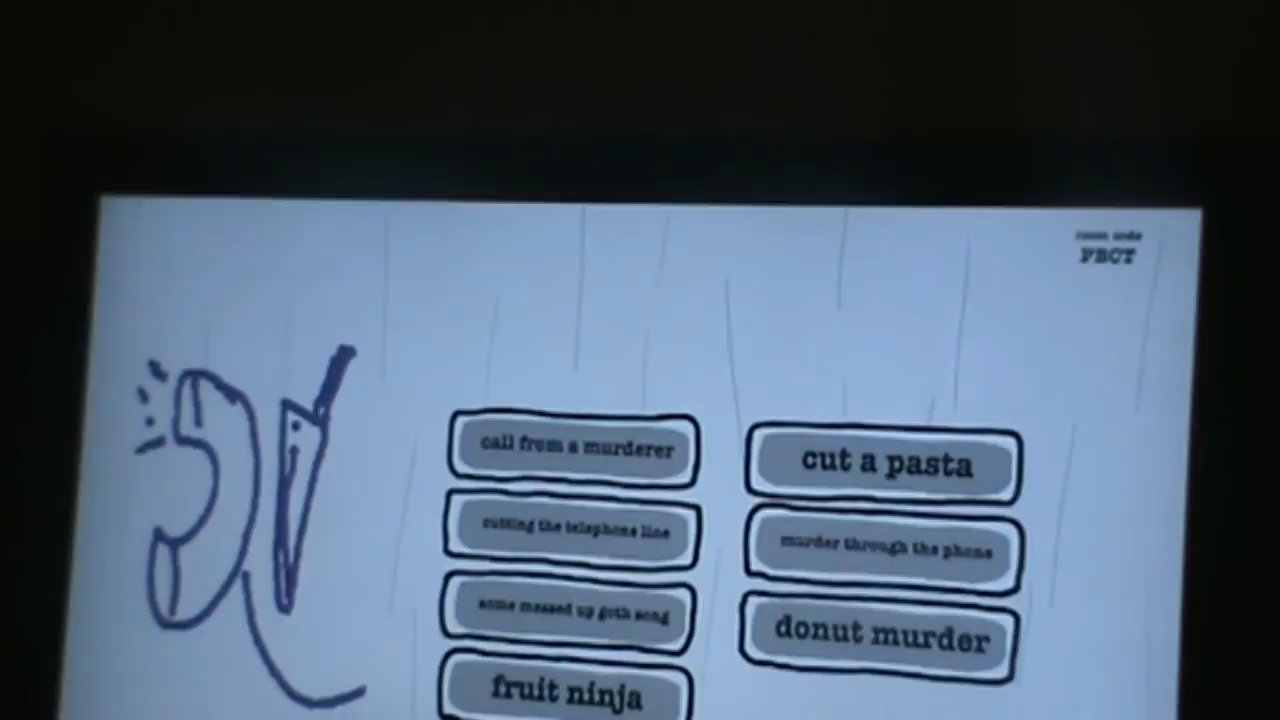 room code
PBCT
call from a murderer
cut a pasta
cutting the telephone line
murder through the phone
some messed up goth song
donut murder
fruit ninja